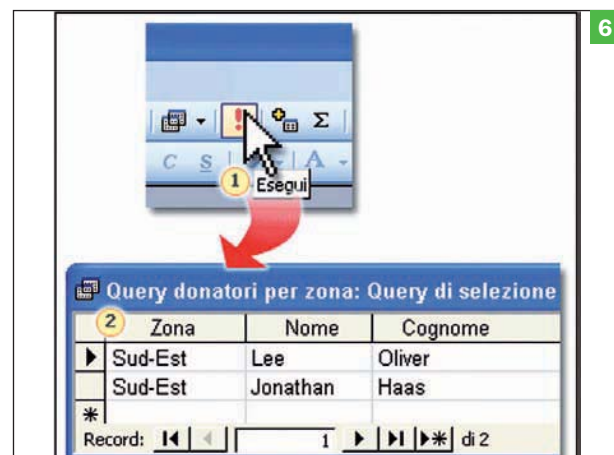 6
Σ
C S A
1 Esegui
Query donatori per zona: Query di selezione
2 Zona Nome Cognome
Sud-Est Lee Oliver
Sud-Est Jonathan Haas
*
Record: 1 di 2